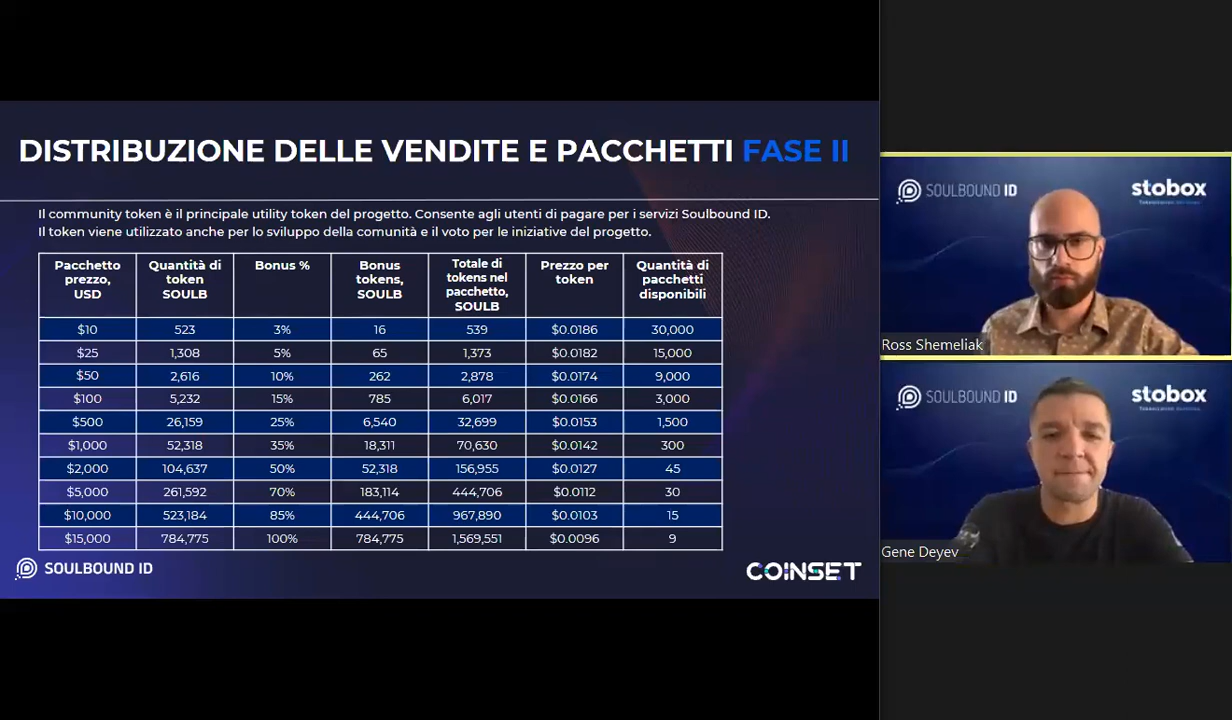 DISTRIBUZIONE DELLE VENDITE E PACCHETTI FASE II
Il community token è il principale utility token del progetto. Consente agli utenti di pagare per i servizi Soulbound ID.
Il token viene utilizzato anche per lo sviluppo della comunità e il voto per le iniziative del progetto.
Pacchetto prezzo, USD | Quantità di token SOULB | Bonus % | Bonus tokens, SOULB | Totale di tokens nel pacchetto, SOULB | Prezzo per token | Quantità di pacchetti disponibili
$10 | 523 | 3% | 16 | 539 | $0.0186 | 30,000
$25 | 1,308 | 5% | 65 | 1,373 | $0.0182 | 15,000
$50 | 2,616 | 10% | 262 | 2,878 | $0.0174 | 9,000
$100 | 5,232 | 15% | 785 | 6,017 | $0.0166 | 3,000
$500 | 26,159 | 25% | 6,540 | 32,699 | $0.0153 | 1,500
$1,000 | 52,318 | 35% | 18,311 | 70,630 | $0.0142 | 300
$2,000 | 104,637 | 50% | 52,318 | 156,955 | $0.0127 | 45
$5,000 | 261,592 | 70% | 183,114 | 444,706 | $0.0112 | 30
$10,000 | 523,184 | 85% | 444,706 | 967,890 | $0.0103 | 15
$15,000 | 784,775 | 100% | 784,775 | 1,569,551 | $0.0096 | 9
SOULBOUND ID
COINSET
SOULBOUND ID
stobox
Ross Shemeliak
SOULBOUND ID
stobox
Gene Deyev